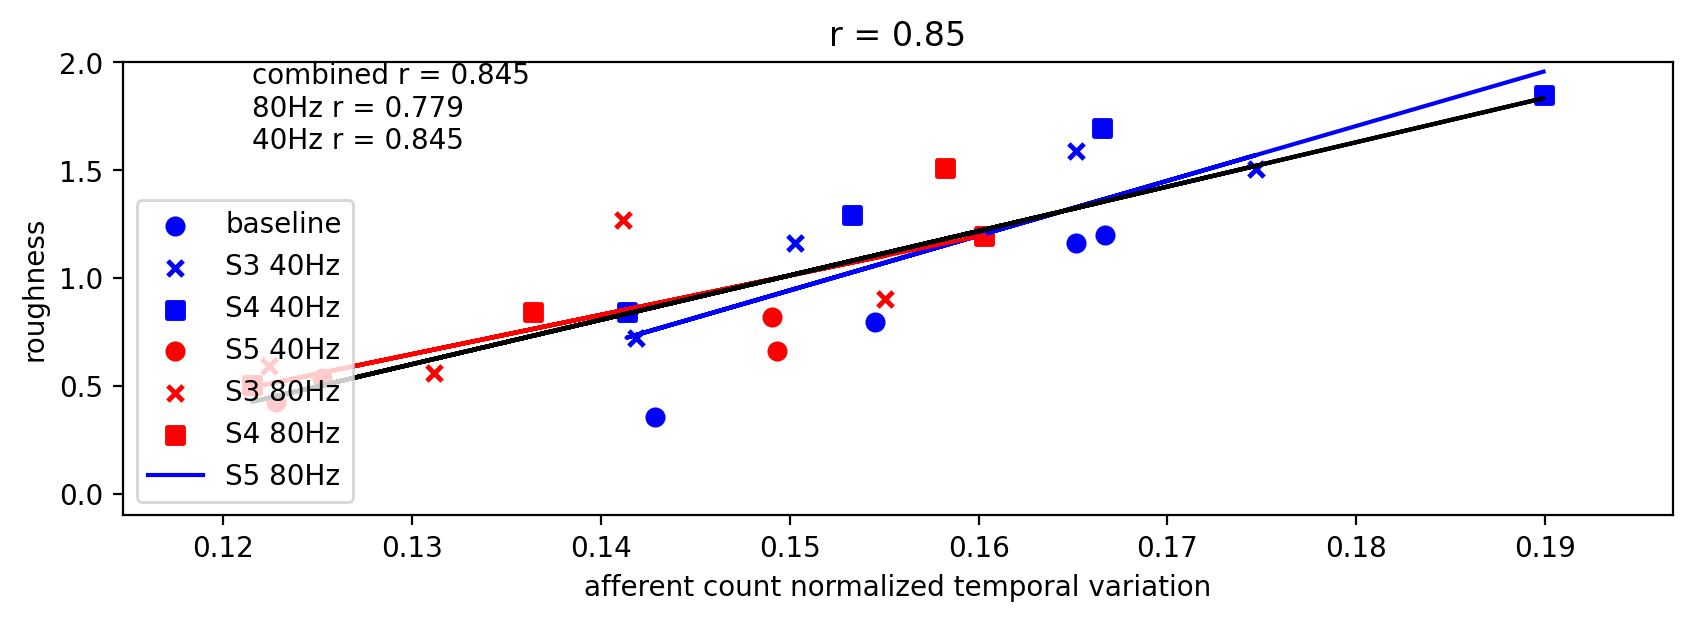 r = 0.85
combined r = 0.845
80Hz r = 0.779
40Hz r = 0.845
2.0
1.5
1.0
0.5
0.0
roughness
baseline
S3 40Hz
S4 40Hz
S5 40Hz
S3 80Hz
S4 80Hz
S5 80Hz
0.12 0.13 0.14 0.15 0.16 0.17 0.18 0.19
afferent count normalized temporal variation